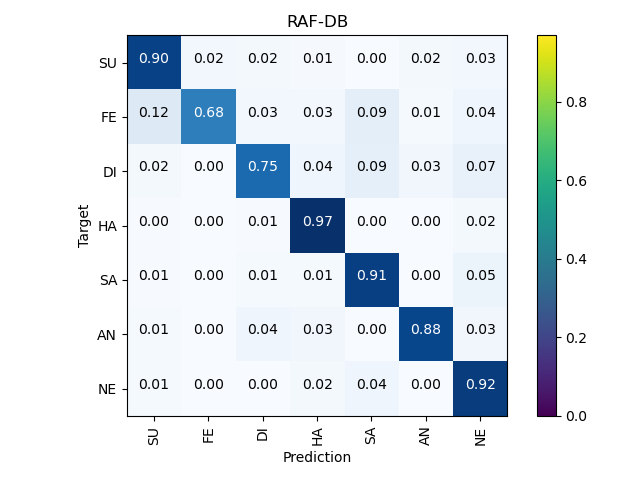 RAF-DB
SU 0.90 0.02 0.02 0.01 0.00 0.02 0.03
FE 0.12 0.68 0.03 0.03 0.09 0.01 0.04
DI 0.02 0.00 0.75 0.04 0.09 0.03 0.07
HA 0.00 0.00 0.01 0.97 0.00 0.00 0.02
SA 0.01 0.00 0.01 0.01 0.91 0.00 0.05
AN 0.01 0.00 0.04 0.03 0.00 0.88 0.03
NE 0.01 0.00 0.00 0.02 0.04 0.00 0.92
SU FE DI HA SA AN NE
Prediction
Target
0.8
0.6
0.4
0.2
0.0